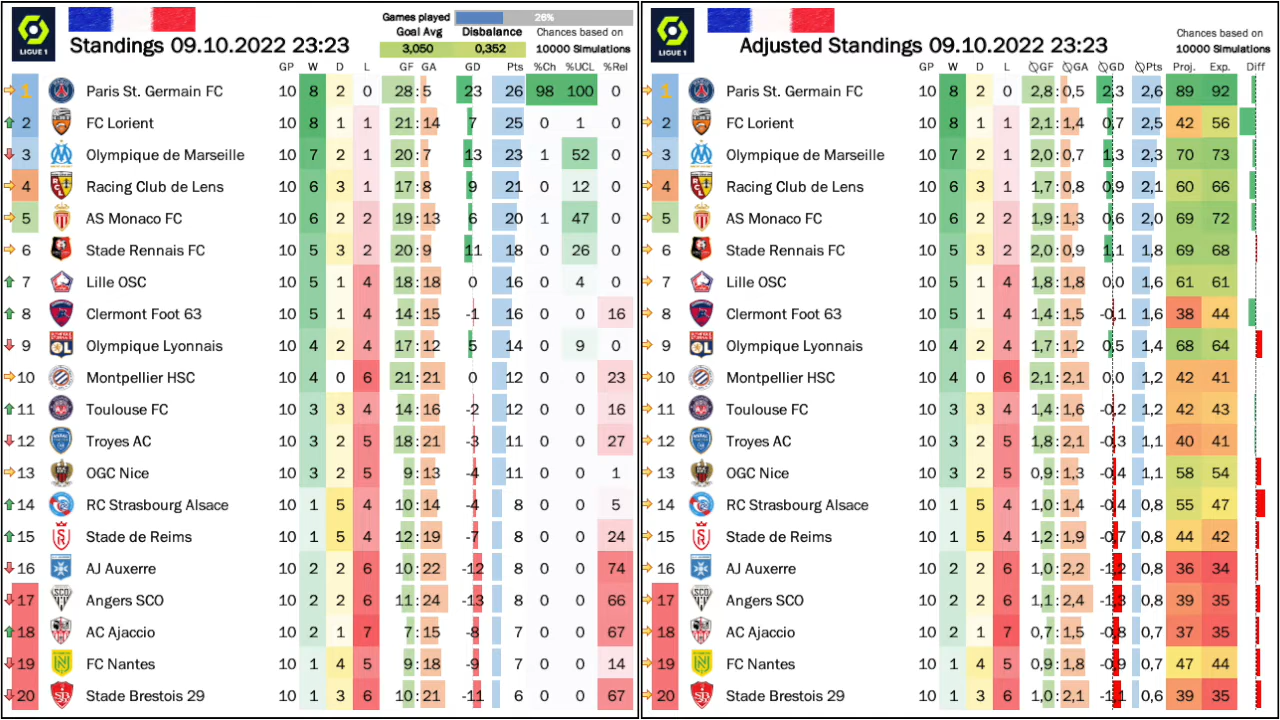 LIGUE 1
Standings 09.10.2022 23:23
Games played 26%
Goal Avg Disbalance Chances based on
3,050 0,352 10000 Simulations
GP W D L GF GA GD Pts %Ch %UCL %Rel
1 Paris St. Germain FC 10 8 2 0 28 : 5 23 26 98 100 0
2 FC Lorient 10 8 1 1 21 : 14 7 25 0 1 0
3 Olympique de Marseille 10 7 2 1 20 : 7 13 23 1 52 0
4 Racing Club de Lens 10 6 3 1 17 : 8 9 21 0 12 0
5 AS Monaco FC 10 6 2 2 19 : 13 6 20 1 47 0
6 Stade Rennais FC 10 5 3 2 20 : 9 11 18 0 26 0
7 Lille OSC 10 5 1 4 18 : 18 0 16 0 4 0
8 Clermont Foot 63 10 5 1 4 14 : 15 -1 16 0 0 16
9 Olympique Lyonnais 10 4 2 4 17 : 12 5 14 0 9 0
10 Montpellier HSC 10 4 0 6 21 : 21 0 12 0 0 23
11 Toulouse FC 10 3 3 4 14 : 16 -2 12 0 0 16
12 Troyes AC 10 3 2 5 18 : 21 -3 11 0 0 27
13 OGC Nice 10 3 2 5 9 : 13 -4 11 0 0 1
14 RC Strasbourg Alsace 10 1 5 4 10 : 14 -4 8 0 0 5
15 Stade de Reims 10 1 5 4 12 : 19 -7 8 0 0 24
16 AJ Auxerre 10 2 2 6 10 : 22 -12 8 0 0 74
17 Angers SCO 10 2 2 6 11 : 24 -13 8 0 0 66
18 AC Ajaccio 10 2 1 7 7 : 15 -8 7 0 0 67
19 FC Nantes 10 1 4 5 9 : 18 -9 7 0 0 14
20 Stade Brestois 29 10 1 3 6 10 : 21 -11 6 0 0 67
LIGUE 1
Adjusted Standings 09.10.2022 23:23
Chances based on
10000 Simulations
GP W D L ∅GF ∅GA ∅GD ∅Pts Proj. Exp. Diff
1 Paris St. Germain FC 10 8 2 0 2,8 : 0,5 2,3 2,6 89 92
2 FC Lorient 10 8 1 1 2,1 : 1,4 0,7 2,5 42 56
3 Olympique de Marseille 10 7 2 1 2,0 : 0,7 1,3 2,3 70 73
4 Racing Club de Lens 10 6 3 1 1,7 : 0,8 0,9 2,1 60 66
5 AS Monaco FC 10 6 2 2 1,9 : 1,3 0,6 2,0 69 72
6 Stade Rennais FC 10 5 3 2 2,0 : 0,9 1,1 1,8 69 68
7 Lille OSC 10 5 1 4 1,8 : 1,8 0,0 1,6 61 61
8 Clermont Foot 63 10 5 1 4 1,4 : 1,5 -0,1 1,6 38 44
9 Olympique Lyonnais 10 4 2 4 1,7 : 1,2 0,5 1,4 68 64
10 Montpellier HSC 10 4 0 6 2,1 : 2,1 0,0 1,2 42 41
11 Toulouse FC 10 3 3 4 1,4 : 1,6 -0,2 1,2 42 43
12 Troyes AC 10 3 2 5 1,8 : 2,1 -0,3 1,1 40 41
13 OGC Nice 10 3 2 5 0,9 : 1,3 -0,4 1,1 58 54
14 RC Strasbourg Alsace 10 1 5 4 1,0 : 1,4 -0,4 0,8 55 47
15 Stade de Reims 10 1 5 4 1,2 : 1,9 -0,7 0,8 44 42
16 AJ Auxerre 10 2 2 6 1,0 : 2,2 -1,2 0,8 36 34
17 Angers SCO 10 2 2 6 1,1 : 2,4 -1,3 0,8 39 35
18 AC Ajaccio 10 2 1 7 0,7 : 1,5 -0,8 0,7 37 35
19 FC Nantes 10 1 4 5 0,9 : 1,8 -0,9 0,7 47 44
20 Stade Brestois 29 10 1 3 6 1,0 : 2,1 -1,1 0,6 39 35